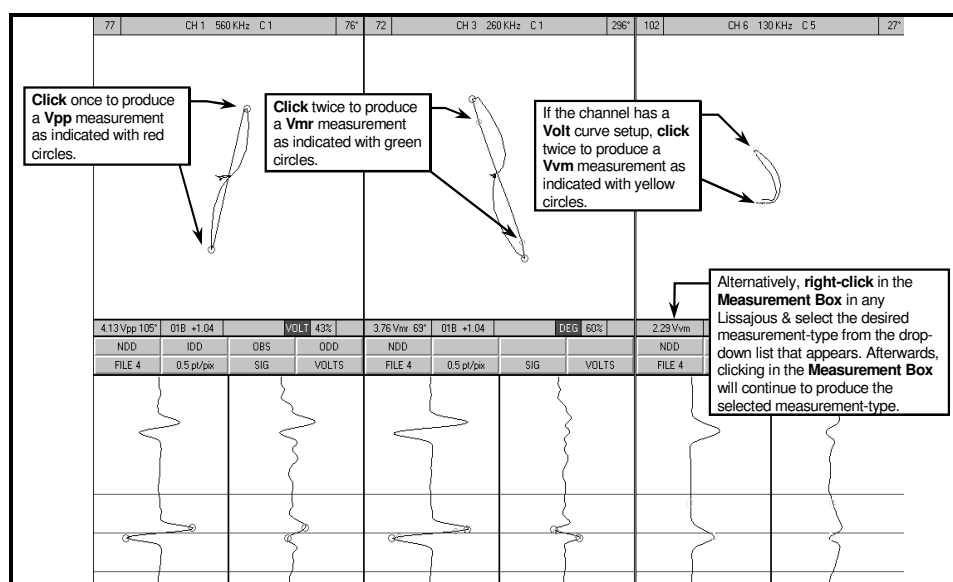 77 CH 1 560 KHz C 1 76° 72 CH 3 260 KHz C 1 296° 102 CH 6 130 KHz C 5 27°
Click once to produce
a Vpp measurement
as indicated with red
circles.
Click twice to produce
a Vmr measurement
as indicated with green
circles.
If the channel has a
Volt curve setup, click
twice to produce a
Vvm measurement as
indicated with yellow
circles.
Alternatively, right-click in the
Measurement Box in any
Lissajous & select the desired
measurement-type from the drop-
down list that appears. Afterwards,
clicking in the Measurement Box
will continue to produce the
selected measurement-type.
4.13 Vpp 105° 01B +1.04 VOLT 43% 3.76 Vmr 69° 01B +1.04 DEG 60% 2.29 Vvm
NDD IDD OBS ODD NDD NDD
FILE 4 0.5 pt/pix SIG VOLTS FILE 4 0.5 pt/pix SIG VOLTS FILE 4